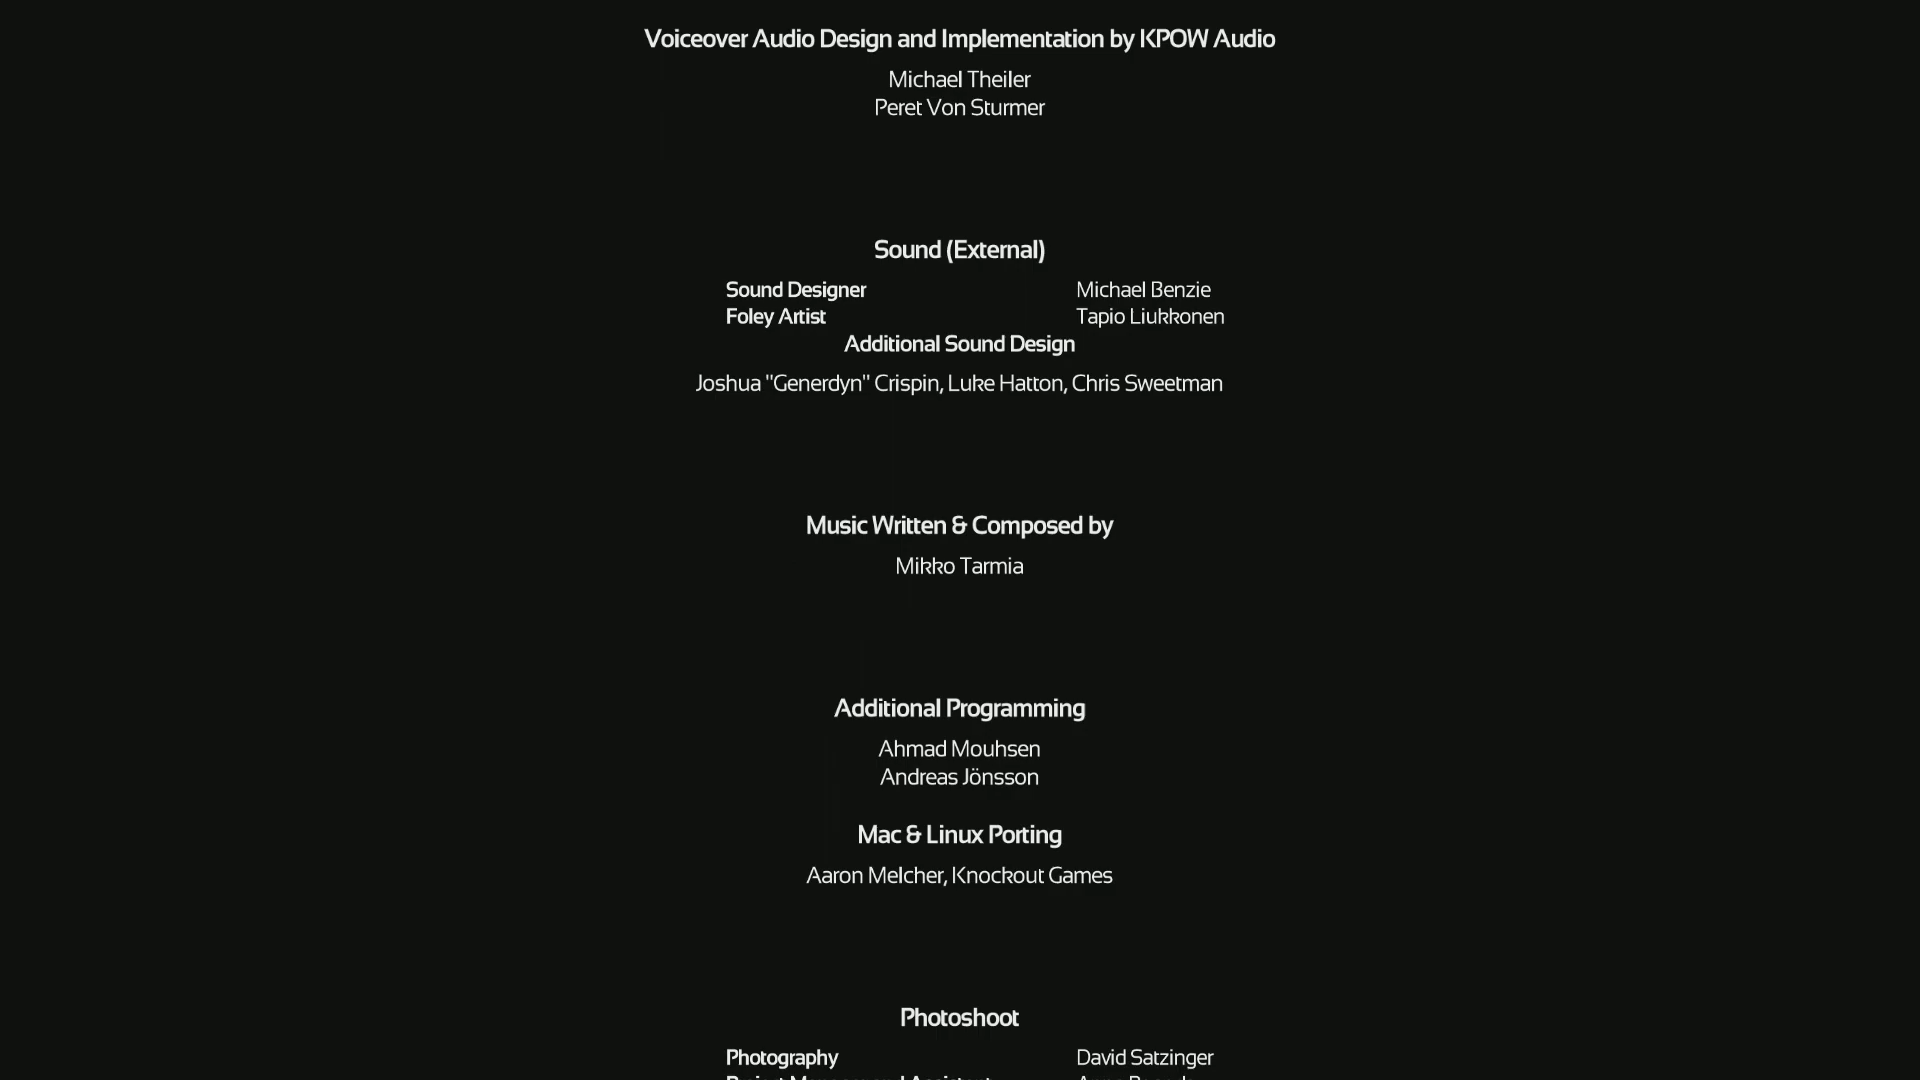 Voiceover Audio Design and Implementation by KPOW Audio
Michael Theiler
Peret Von Sturmer
Sound (External)
Sound Designer Michael Benzie
Foley Artist Tapio Liukkonen
Additional Sound Design
Joshua "Generdyn" Crispin, Luke Hatton, Chris Sweetman
Music Written & Composed by
Mikko Tarmia
Additional Programming
Ahmad Mouhsen
Andreas Jönsson
Mac & Linux Porting
Aaron Melcher, Knockout Games
Photoshoot
Photography David Satzinger